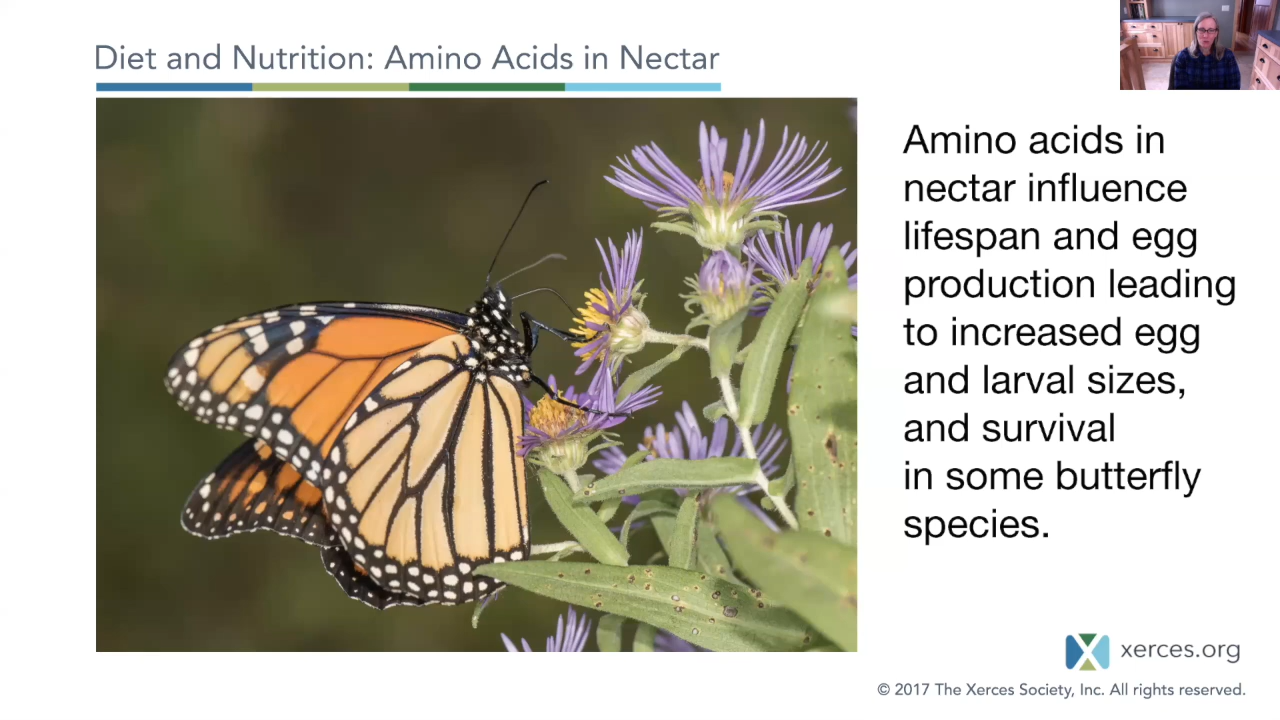 Diet and Nutrition: Amino Acids in Nectar
Amino acids in
nectar influence
lifespan and egg
production leading
to increased egg
and larval sizes,
and survival
in some butterfly
species.
xerces.org
© 2017 The Xerces Society, Inc. All rights reserved.